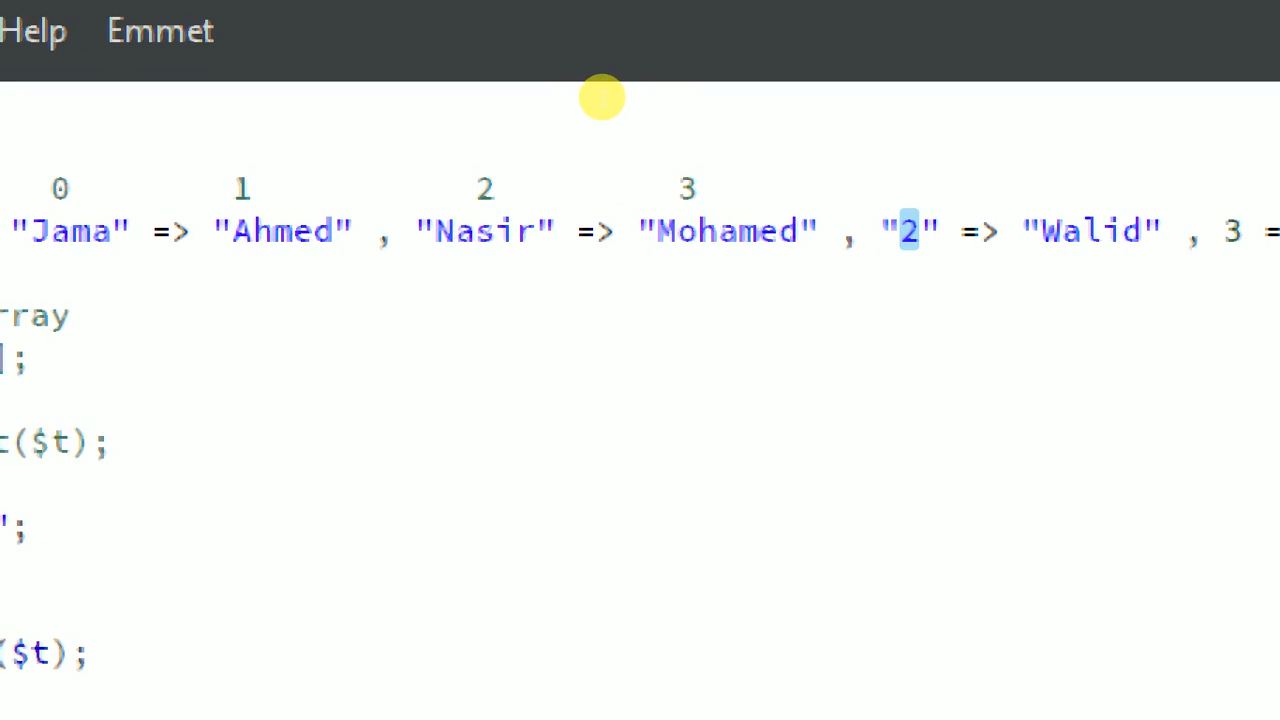 Help Emmet
0 1 2 3
"Jama" => "Ahmed" , "Nasir" => "Mohamed" , "2" => "Walid" , 3 =
rray
];
t($t);
";
($t);